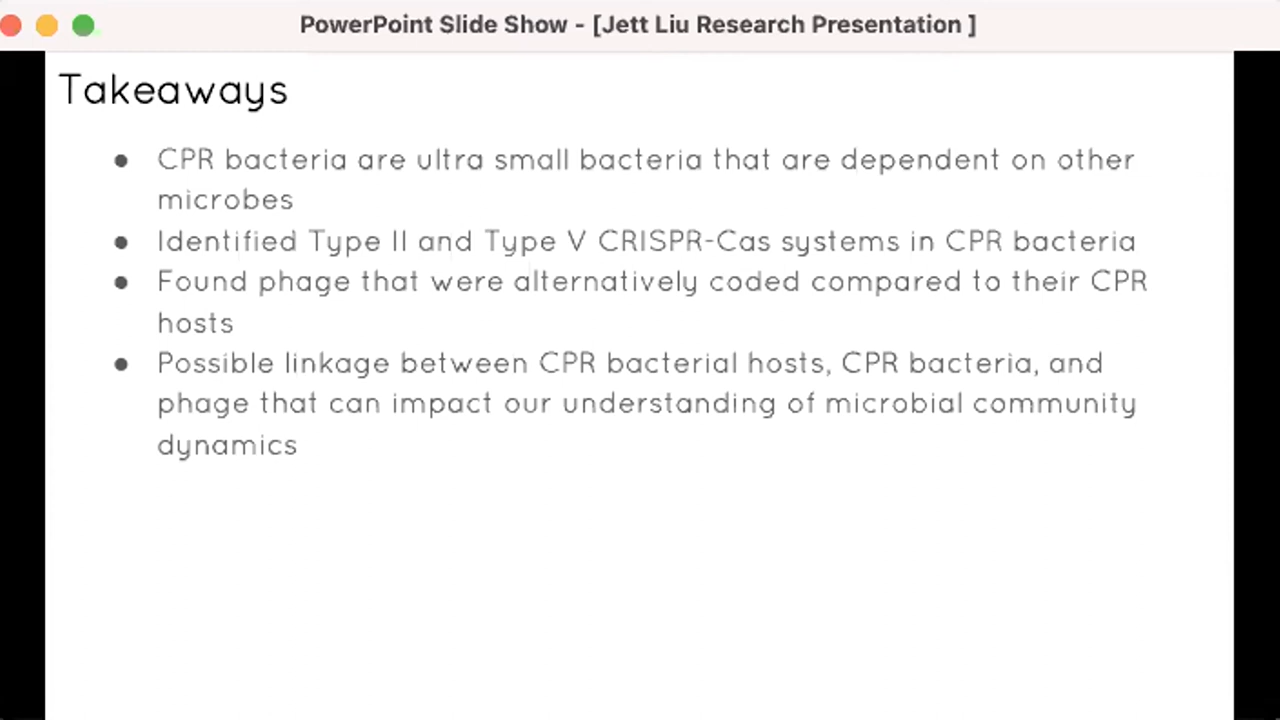 PowerPoint Slide Show - [Jett Liu Research Presentation ]
Takeaways
● CPR bacteria are ultra small bacteria that are dependent on other
microbes
● Identified Type II and Type V CRISPR-Cas systems in CPR bacteria
● Found phage that were alternatively coded compared to their CPR
hosts
● Possible linkage between CPR bacterial hosts, CPR bacteria, and
phage that can impact our understanding of microbial community
dynamics